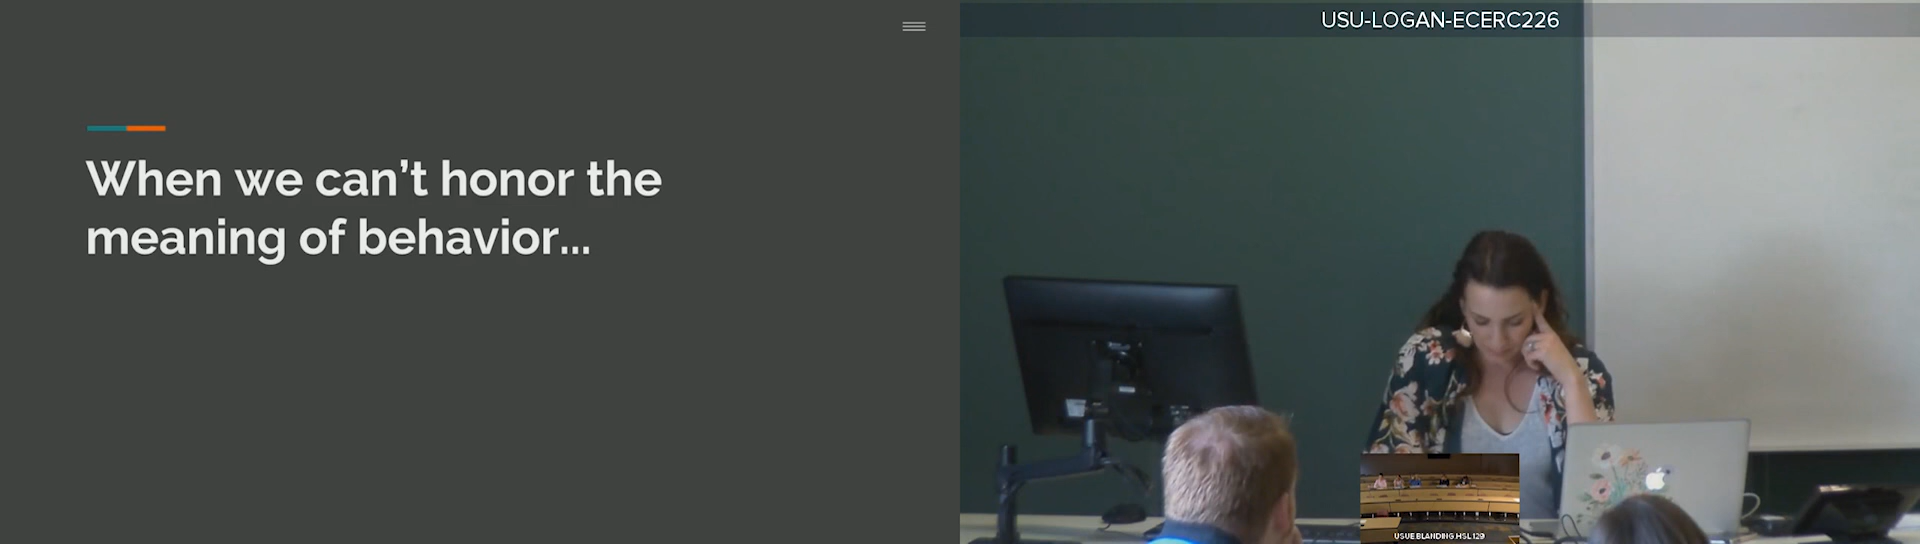 When we can't honor the
meaning of behavior...
USU-LOGAN-ECERC226
USUE BLANDING HSL 129